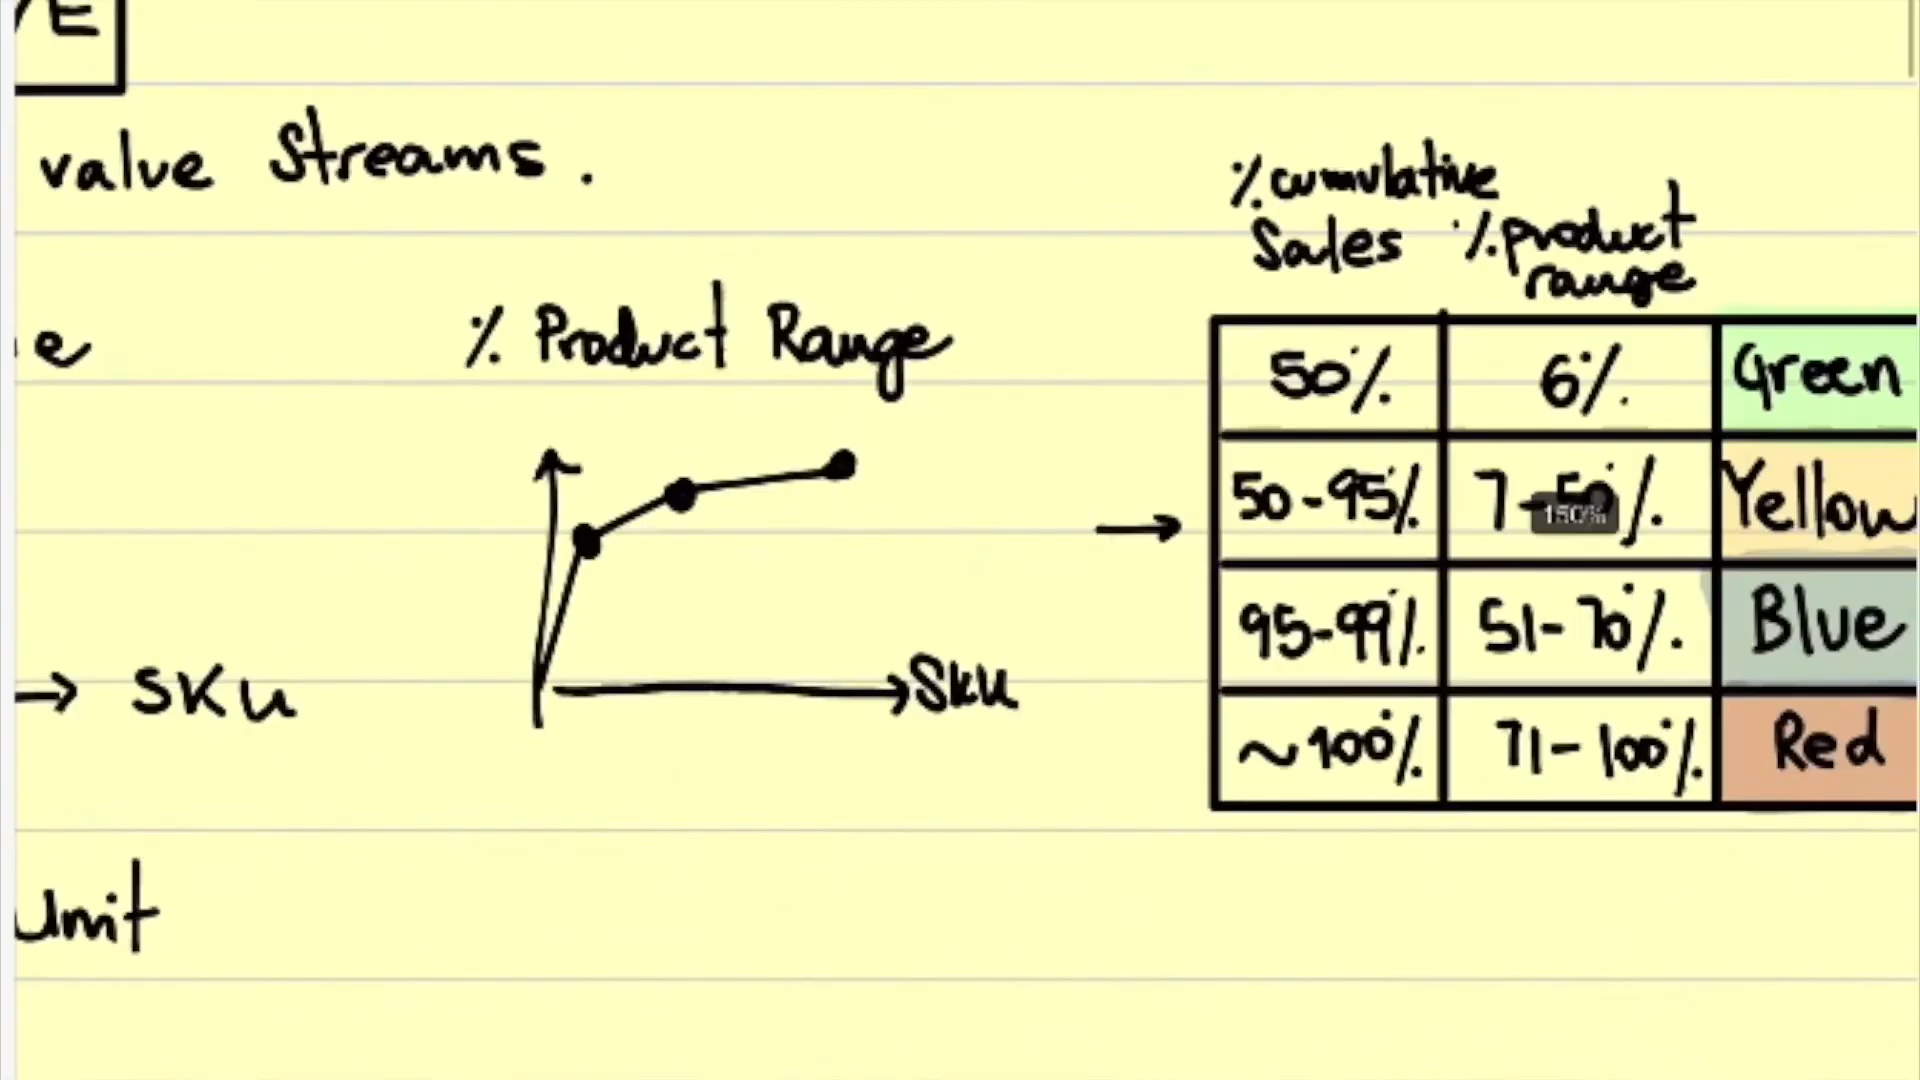 value Streams.
% Product Range
SKU
SKU
% cumulative Sales
% product range
50% 6% Green
50-95% 7-50% Yellow
150%
95-99% 51-70% Blue
~100% 71-100% Red
unit